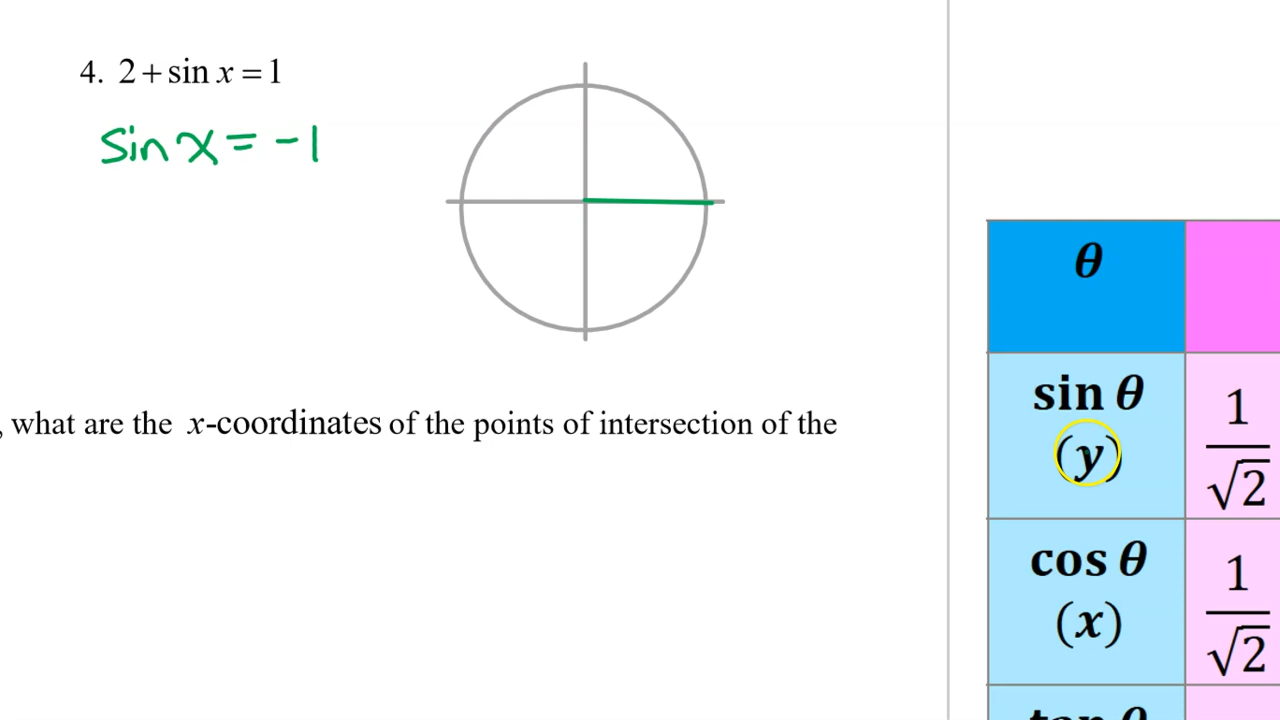 4. 2 + sin x = 1
sin x = -1
, what are the x-coordinates of the points of intersection of the
θ
sin θ
(y)
1
√2
cos θ
(x)
1
√2